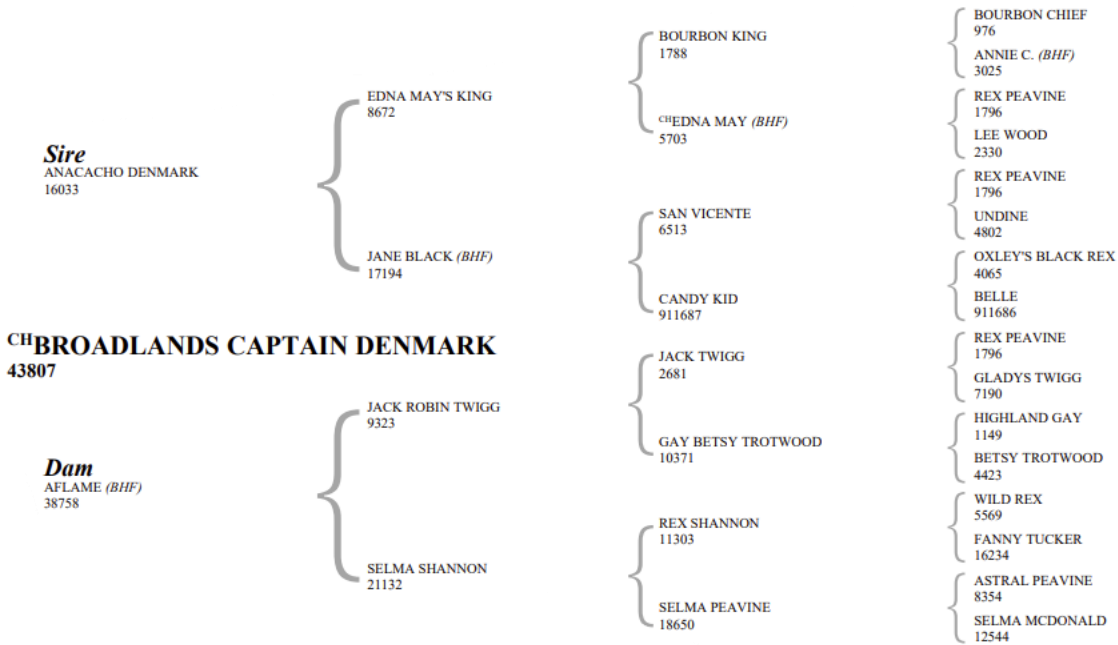 BOURBON CHIEF
976
BOURBON KING
1788
ANNIE C. (BHF)
3025
EDNA MAY'S KING
8672
REX PEAVINE
1796
CHEDNA MAY (BHF)
5703
LEE WOOD
2330
Sire
ANACACHO DENMARK
16033
REX PEAVINE
1796
SAN VICENTE
6513
UNDINE
4802
JANE BLACK (BHF)
17194
OXLEY'S BLACK REX
4065
CANDY KID
911687
BELLE
911686
CHBROADLANDS CAPTAIN DENMARK
43807
REX PEAVINE
1796
JACK TWIGG
2681
GLADYS TWIGG
7190
JACK ROBIN TWIGG
9323
HIGHLAND GAY
1149
GAY BETSY TROTWOOD
10371
BETSY TROTWOOD
4423
Dam
AFLAME (BHF)
38758
WILD REX
5569
REX SHANNON
11303
FANNY TUCKER
16234
SELMA SHANNON
21132
ASTRAL PEAVINE
8354
SELMA PEAVINE
18650
SELMA MCDONALD
12544